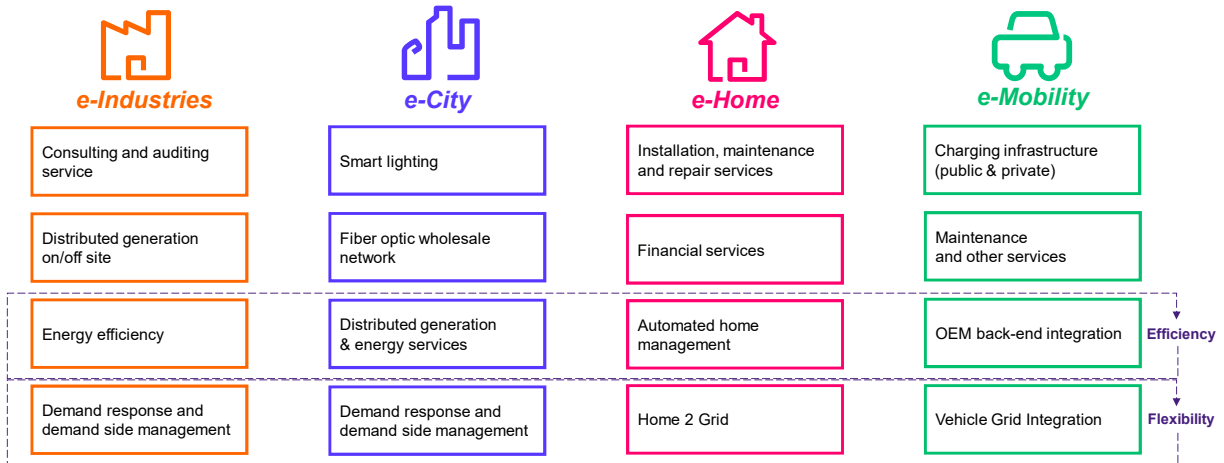 e-Industries
e-City
e-Home
e-Mobility
Consulting and auditing
service
Smart lighting
Installation, maintenance
and repair services
Charging infrastructure
(public & private)
Distributed generation
on/off site
Fiber optic wholesale
network
Financial services
Maintenance
and other services
Energy efficiency
Distributed generation
& energy services
Automated home
management
OEM back-end integration
Efficiency
Demand response and
demand side management
Demand response and
demand side management
Home 2 Grid
Vehicle Grid Integration
Flexibility